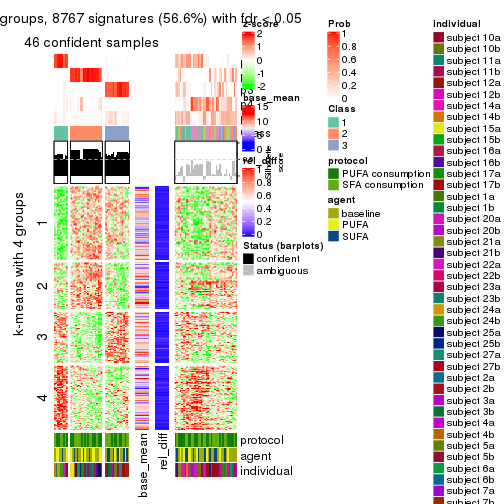 groups, 8767 signatures (56.6%) with fdr < 0.05
46 confident samples
z-score
2
1
0
-1
-2
base_mean
15
10
5
0
rel_diff
1
0.8
0.6
0.4
0.2
0
Status (barplots)
confident
ambiguous
Silhouette
score
k-means with 4 groups
1
2
3
4
protocol
agent
individual
base_mean
rel_diff
Prob
1
0.8
0.6
0.4
0.2
0
Class
1
2
3
protocol
PUFA consumption
SFA consumption
agent
baseline
PUFA
SUFA
individual
subject 10a
subject 10b
subject 11a
subject 11b
subject 12a
subject 12b
subject 14a
subject 14b
subject 15a
subject 15b
subject 16a
subject 16b
subject 17a
subject 17b
subject 1a
subject 1b
subject 20a
subject 20b
subject 21a
subject 21b
subject 22a
subject 22b
subject 23a
subject 23b
subject 24a
subject 24b
subject 25a
subject 25b
subject 27a
subject 27b
subject 2a
subject 2b
subject 3a
subject 3b
subject 4a
subject 4b
subject 5a
subject 5b
subject 6a
subject 6b
subject 7a
subject 7b